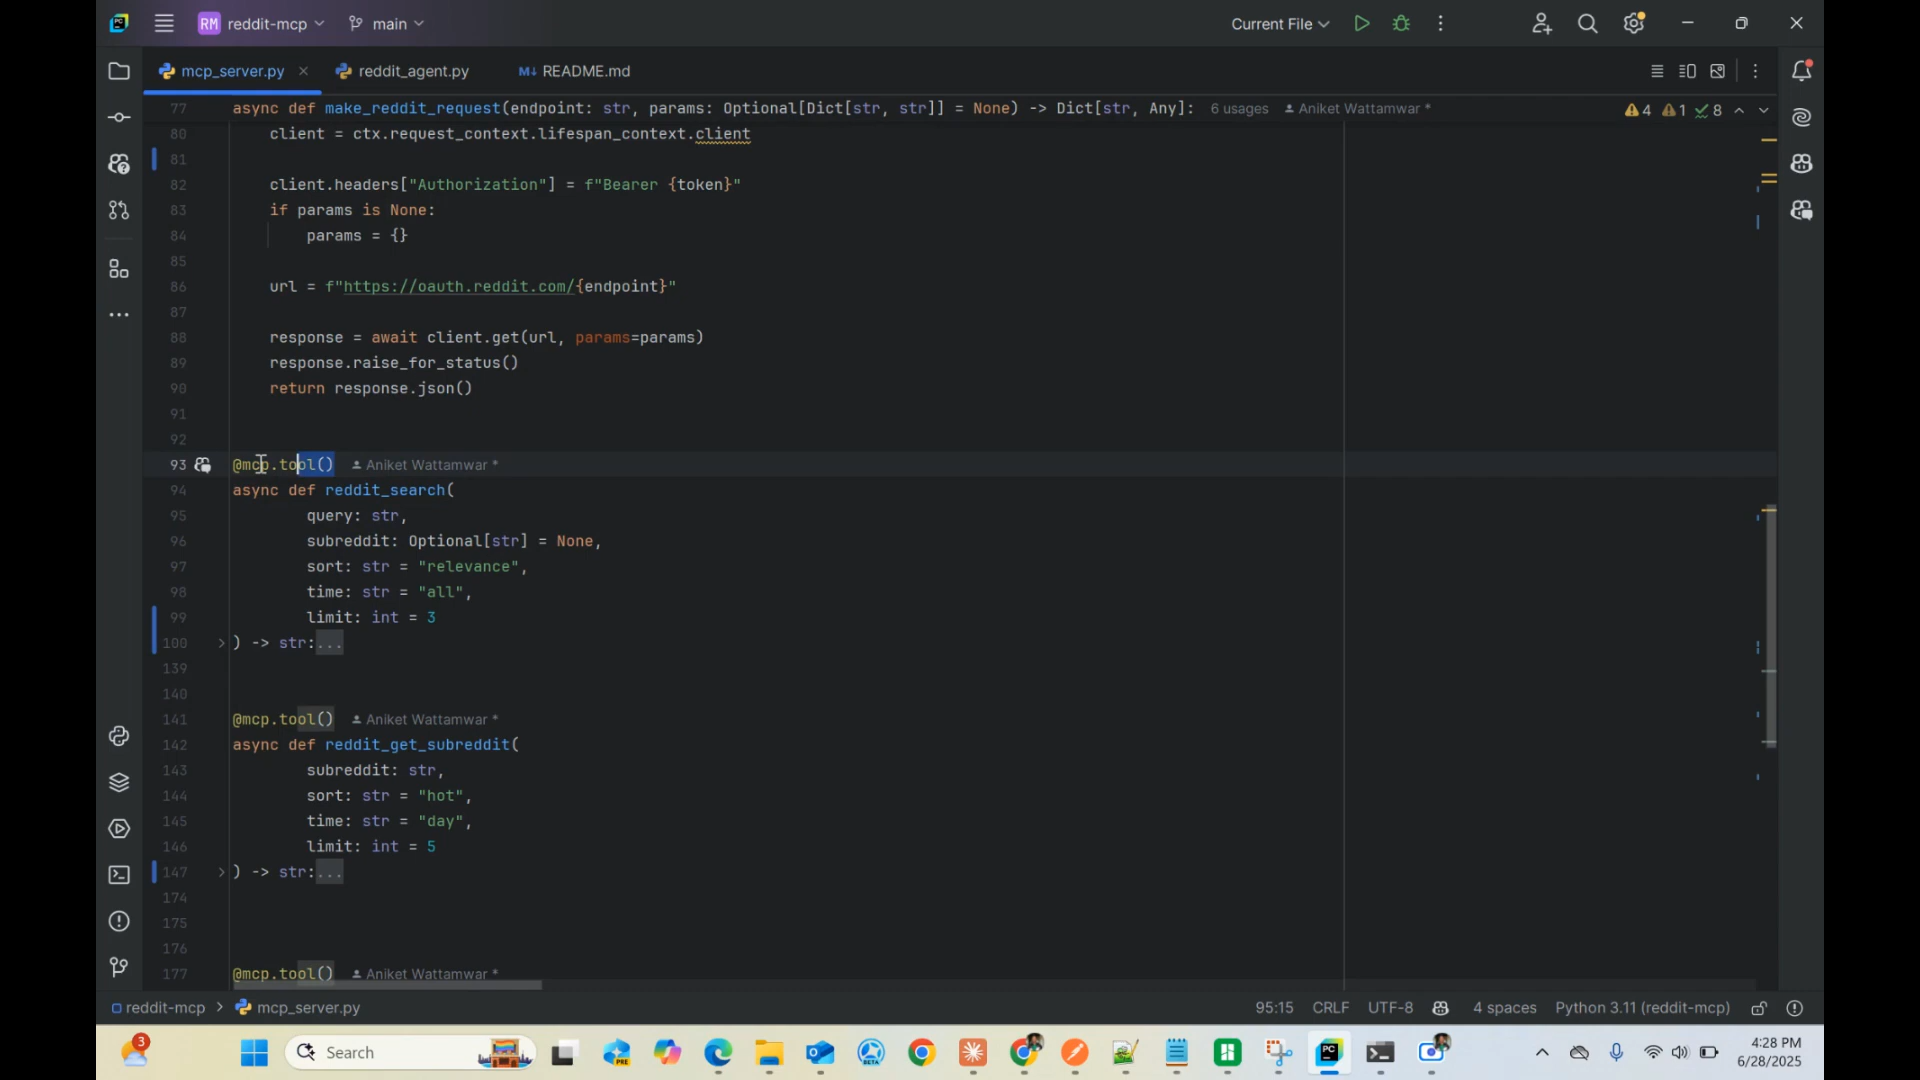 RM reddit-mcp main Current File
mcp_server.py reddit_agent.py M↓ README.md
77 async def make_reddit_request(endpoint: str, params: Optional[Dict[str, str]] = None) -> Dict[str, Any]: 6 usages Aniket Wattamwar * 4 1 8
80 client = ctx.request_context.lifespan_context.client
81
82 client.headers["Authorization"] = f"Bearer {token}"
83 if params is None:
84 params = {}
85
86 url = f"https://oauth.reddit.com/{endpoint}"
87
88 response = await client.get(url, params=params)
89 response.raise_for_status()
90 return response.json()
91
92
93 @mcp.tool() Aniket Wattamwar *
94 async def reddit_search(
95 query: str,
96 subreddit: Optional[str] = None,
97 sort: str = "relevance",
98 time: str = "all",
99 limit: int = 3
100 ) -> str:...
139
140
141 @mcp.tool() Aniket Wattamwar *
142 async def reddit_get_subreddit(
143 subreddit: str,
144 sort: str = "hot",
145 time: str = "day",
146 limit: int = 5
147 ) -> str:...
174
175
176
177 @mcp.tool() Aniket Wattamwar *
reddit-mcp > mcp_server.py 95:15 CRLF UTF-8 4 spaces Python 3.11 (reddit-mcp)
3 Search PRE BETA PC 4:28 PM
6/28/2025